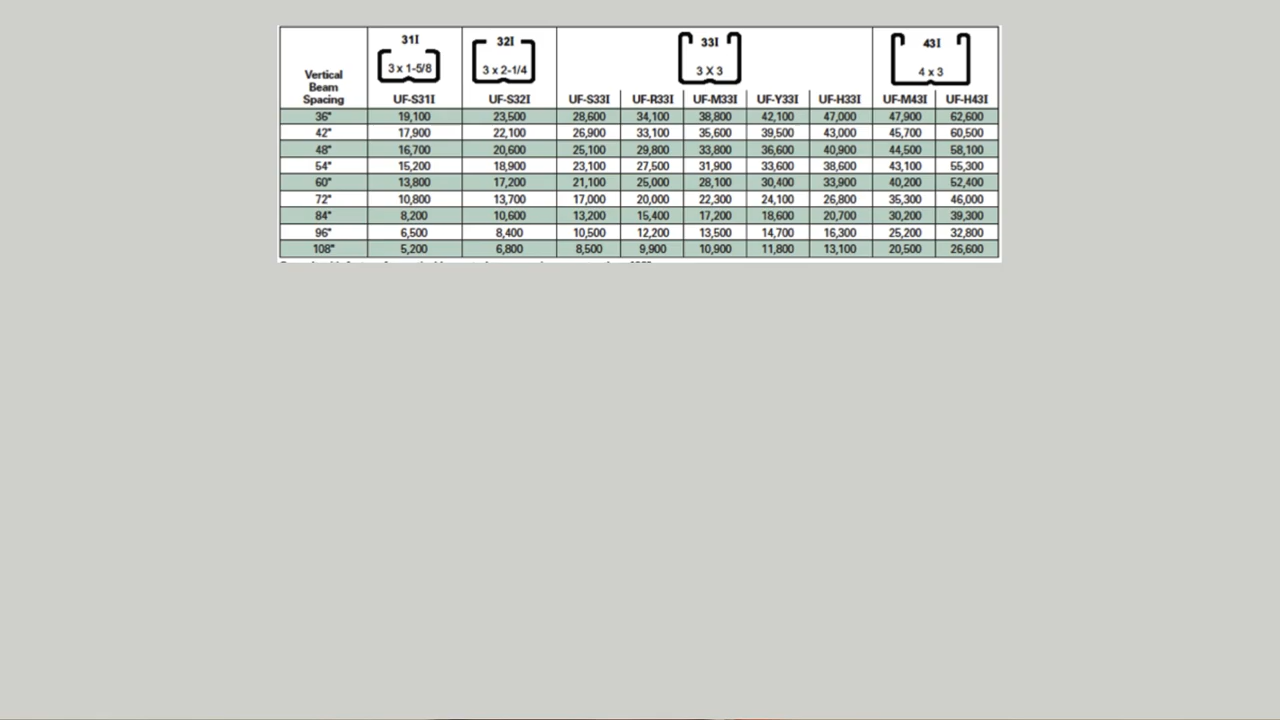 31I 32I 33I 43I
3 x 1-5/8 3 x 2-1/4 3 X 3 4 x 3
Vertical
Beam
Spacing UF-S31I UF-S32I UF-S33I UF-R33I UF-M33I UF-Y33I UF-H33I UF-M43I UF-H43I
36" 19,100 23,500 28,600 34,100 38,800 42,100 47,000 47,900 62,600
42" 17,900 22,100 26,900 33,100 35,600 39,500 43,000 45,700 60,500
48" 16,700 20,600 25,100 29,800 33,800 36,600 40,900 44,500 58,100
54" 15,200 18,900 23,100 27,500 31,900 33,600 38,600 43,100 55,300
60" 13,800 17,200 21,100 25,000 28,100 30,400 33,900 40,200 52,400
72" 10,800 13,700 17,000 20,000 22,300 24,100 26,800 35,300 46,000
84" 8,200 10,600 13,200 15,400 17,200 18,600 20,700 30,200 39,300
96" 6,500 8,400 10,500 12,200 13,500 14,700 16,300 25,200 32,800
108" 5,200 6,800 8,500 9,900 10,900 11,800 13,100 20,500 26,600